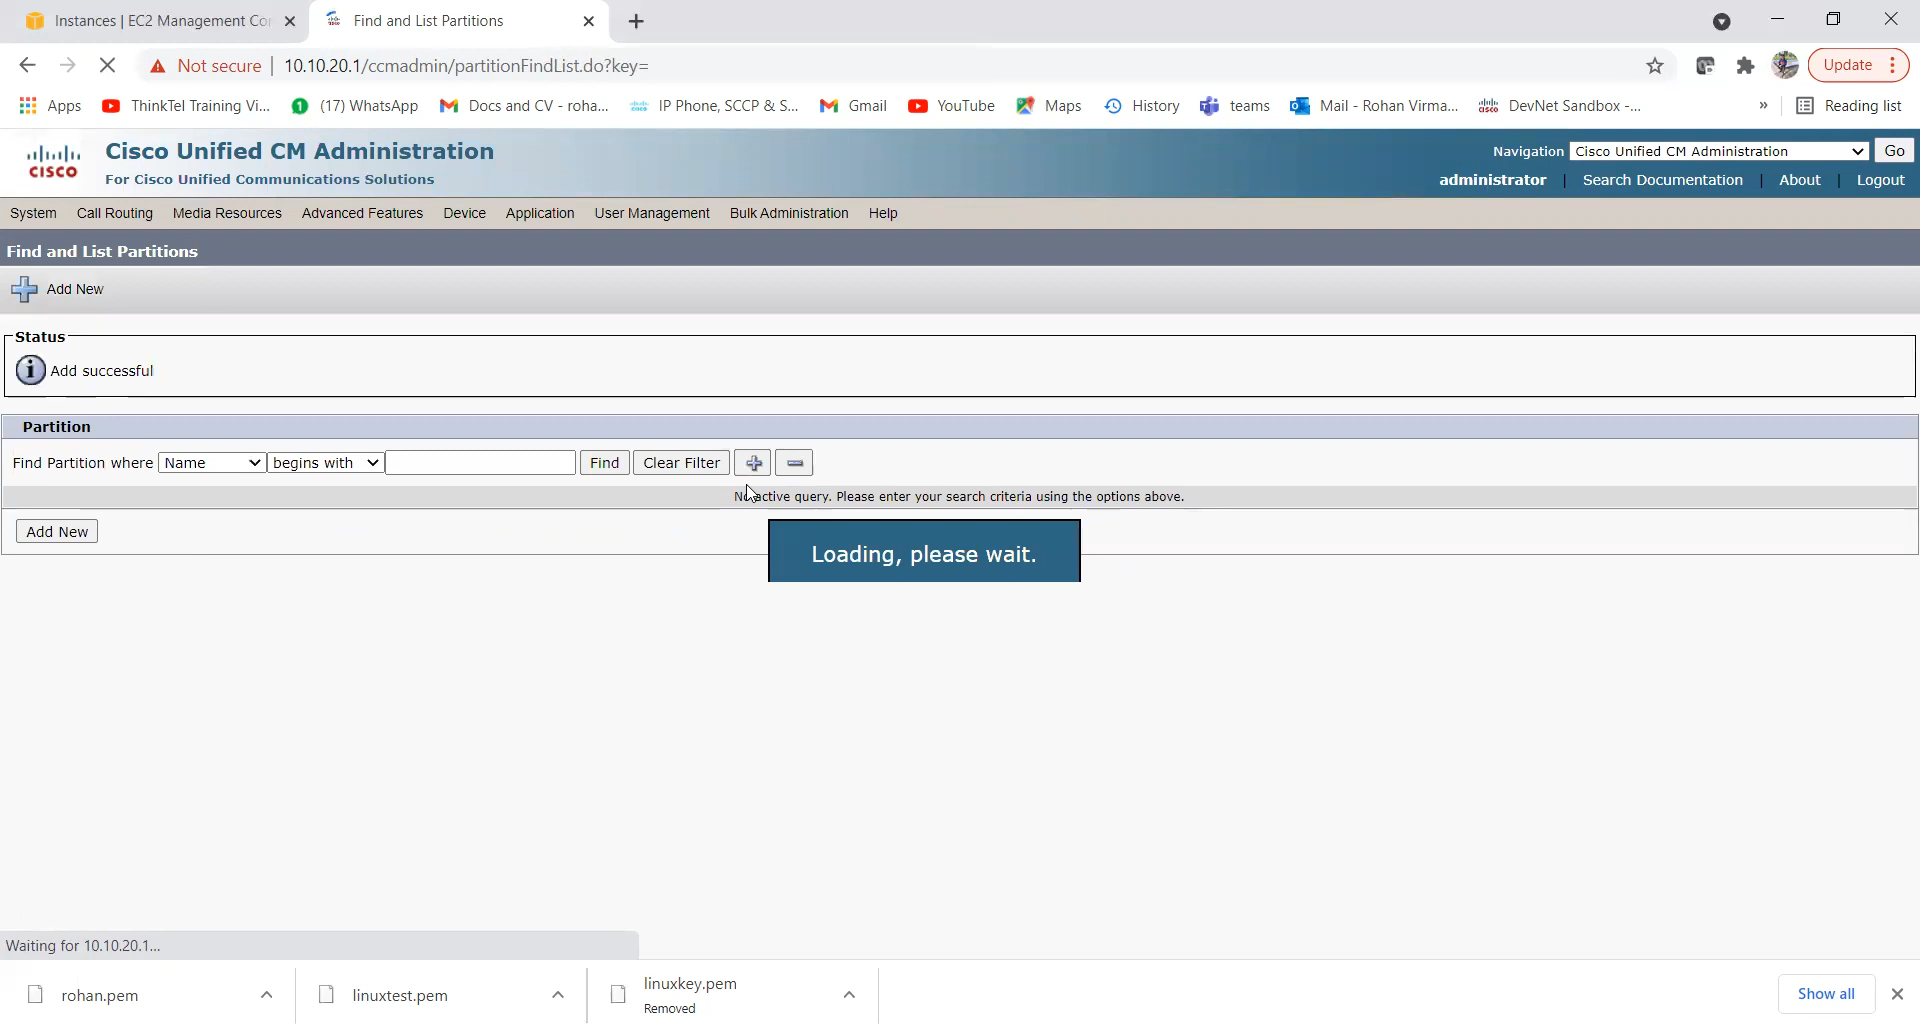 Instances | EC2 Management Co
Find and List Partitions
Not secure
10.10.20.1/ccmadmin/partitionFindList.do?key=
Update
Apps
ThinkTel Training Vi...
(17) WhatsApp
Docs and CV - roha...
IP Phone, SCCP & S...
Gmail
YouTube
Maps
History
teams
Mail - Rohan Virma...
DevNet Sandbox -...
»
Reading list
CISCO
Cisco Unified CM Administration
For Cisco Unified Communications Solutions
Navigation
Cisco Unified CM Administration
Go
administrator
Search Documentation
About
Logout
System
Call Routing
Media Resources
Advanced Features
Device
Application
User Management
Bulk Administration
Help
Find and List Partitions
Add New
Status
Add successful
Partition
Find Partition where
Name
begins with
Find
Clear Filter
No active query. Please enter your search criteria using the options above.
Add New
Loading, please wait.
Waiting for 10.10.20.1...
rohan.pem
linuxtest.pem
linuxkey.pem
Removed
Show all